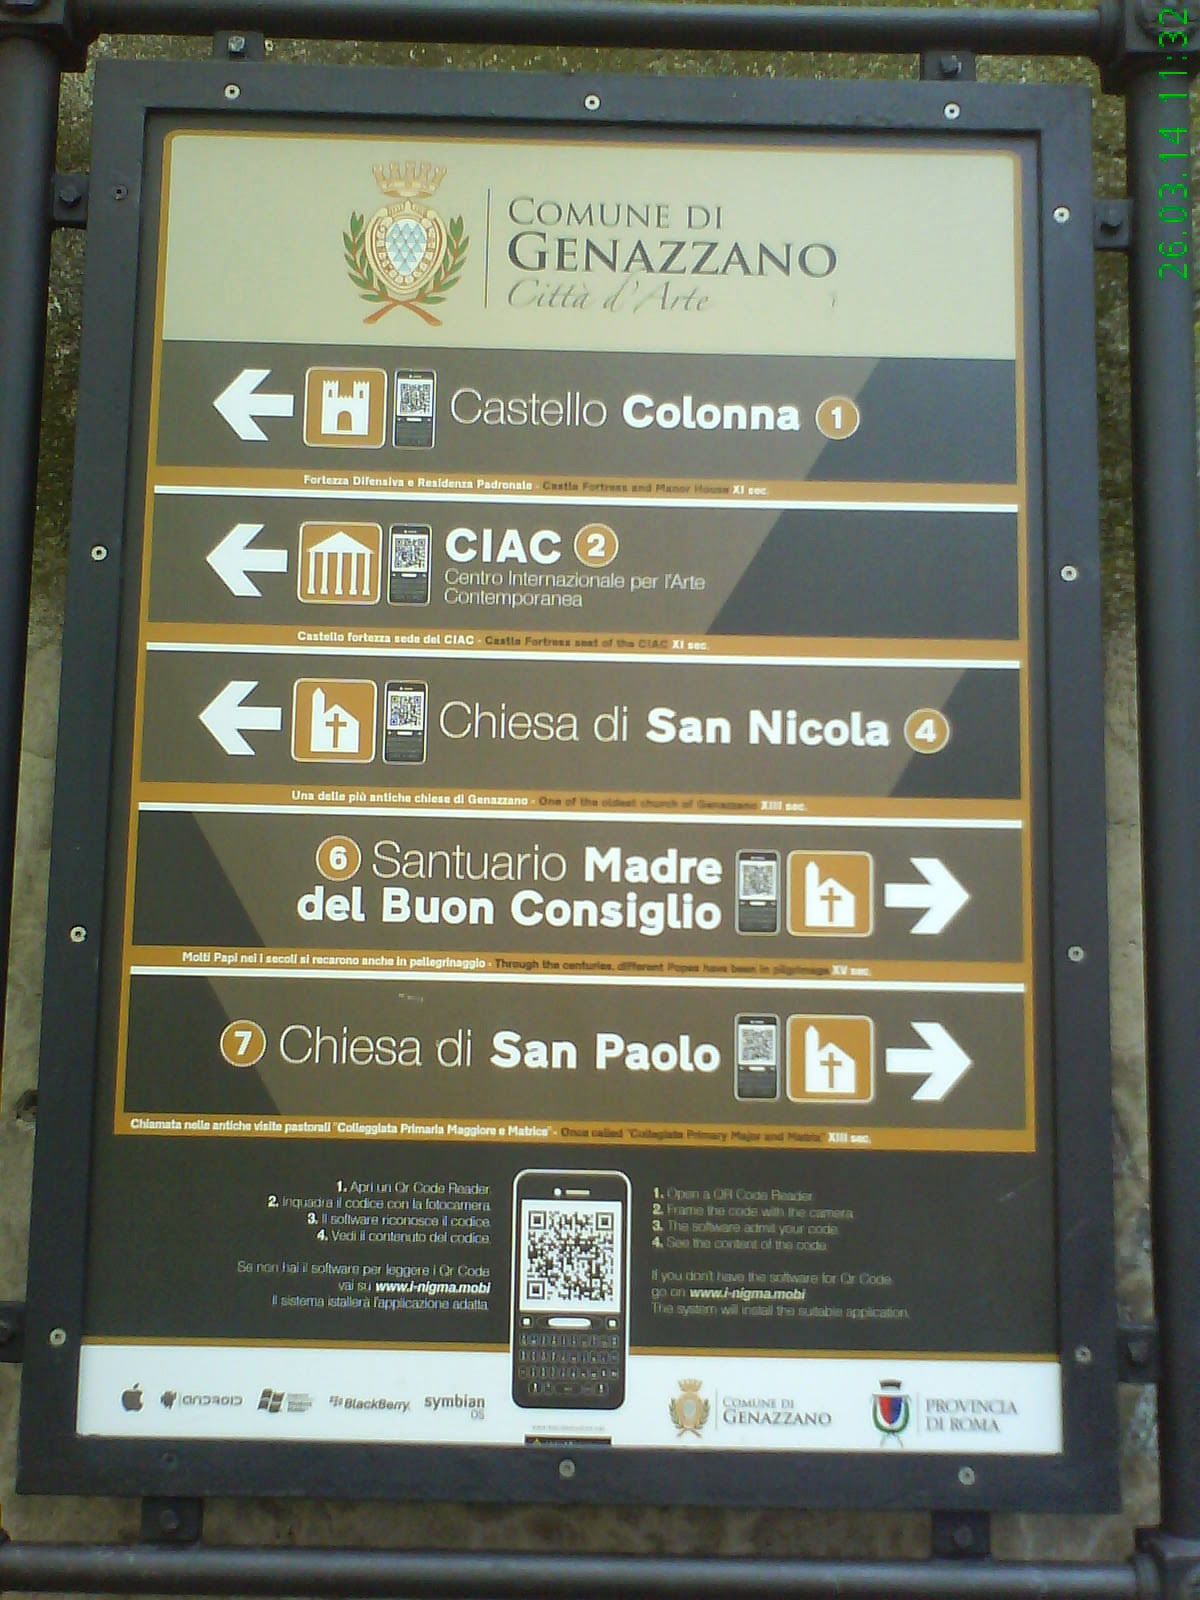 26.03.14 11:32
COMUNE DI
GENAZZANO
Città d'Arte
Castello Colonna 1
Fortezza Difensiva e Residenza Padronale - Castle Fortress and Manor House XI sec.
CIAC 2
Centro Internazionale per l'Arte
Contemporanea
Castello fortezza sede del CIAC - Castle Fortress seat of the CIAC XI sec.
Chiesa di San Nicola 4
Una delle più antiche chiese di Genazzano - One of the oldest church of Genazzano XIII sec.
6 Santuario Madre
del Buon Consiglio
Molti Papi nei i secoli si recarono anche in pellegrinaggio - Through the centuries, different Popes have been in pilgrimage XV sec.
7 Chiesa di San Paolo
Chiamata nelle antiche visite pastorali "Collegiata Primaria Maggiore e Matrice" - Once called "Collegiate Primary Major and Matrix" XIII sec.
1. Apri un Qr Code Reader.
2. Inquadra il codice con la fotocamera.
3. Il software riconosce il codice.
4. Vedi il contenuto del codice.
Se non hai il software per leggere i Qr Code
vai su www.i-nigma.mobi
Il sistema istallerà l'applicazione adatta.
1. Open a QR Code Reader.
2. Frame the code with the camera.
3. The software admit your code.
4. See the content of the code.
If you don't have the software for Qr Code
go on www.i-nigma.mobi
The system will install the suitable application.
ANDROID
BlackBerry.
symbian
OS
COMUNE DI
GENAZZANO
PROVINCIA
DI ROMA